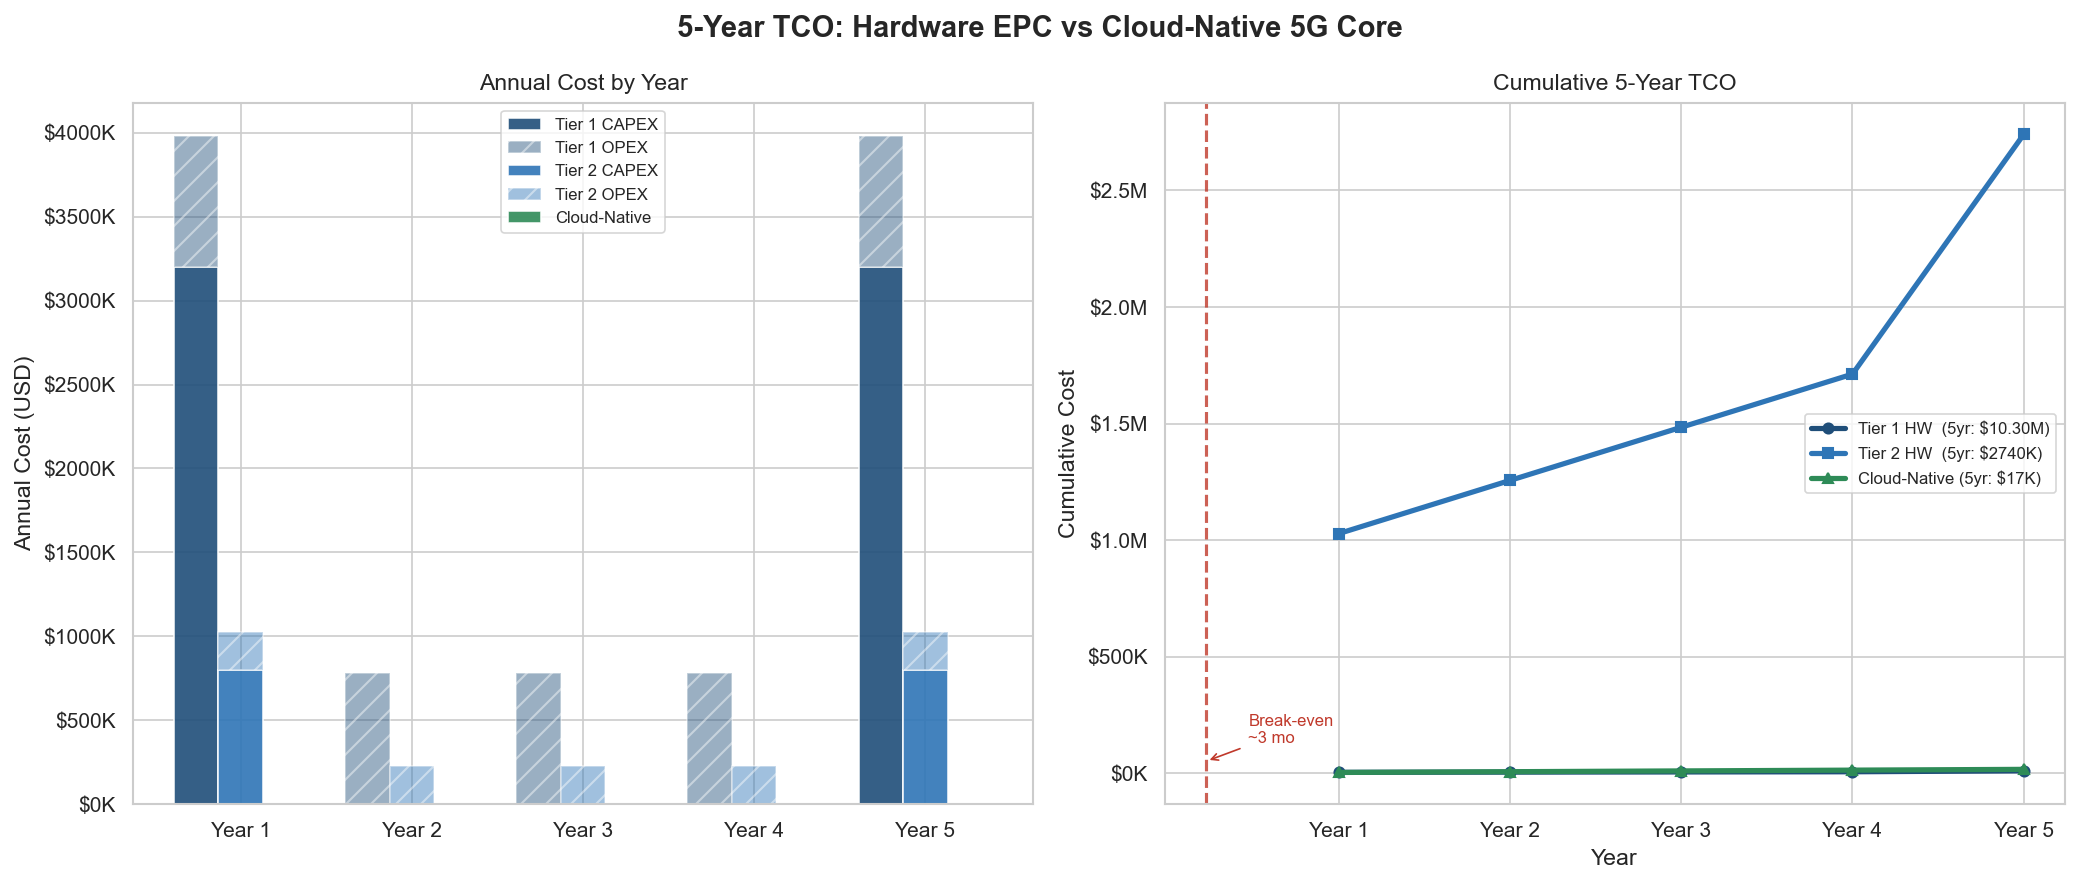 5-Year TCO: Hardware EPC vs Cloud-Native 5G Core
Annual Cost by Year
Annual Cost (USD)
$4000K
$3500K
$3000K
$2500K
$2000K
$1500K
$1000K
$500K
$0K
Tier 1 CAPEX
Tier 1 OPEX
Tier 2 CAPEX
Tier 2 OPEX
Cloud-Native
Year 1
Year 2
Year 3
Year 4
Year 5
Cumulative 5-Year TCO
Cumulative Cost
$2.5M
$2.0M
$1.5M
$1.0M
$500K
$0K
Tier 1 HW (5yr: $10.30M)
Tier 2 HW (5yr: $2740K)
Cloud-Native (5yr: $17K)
Break-even
~3 mo
Year 1
Year 2
Year 3
Year 4
Year 5
Year